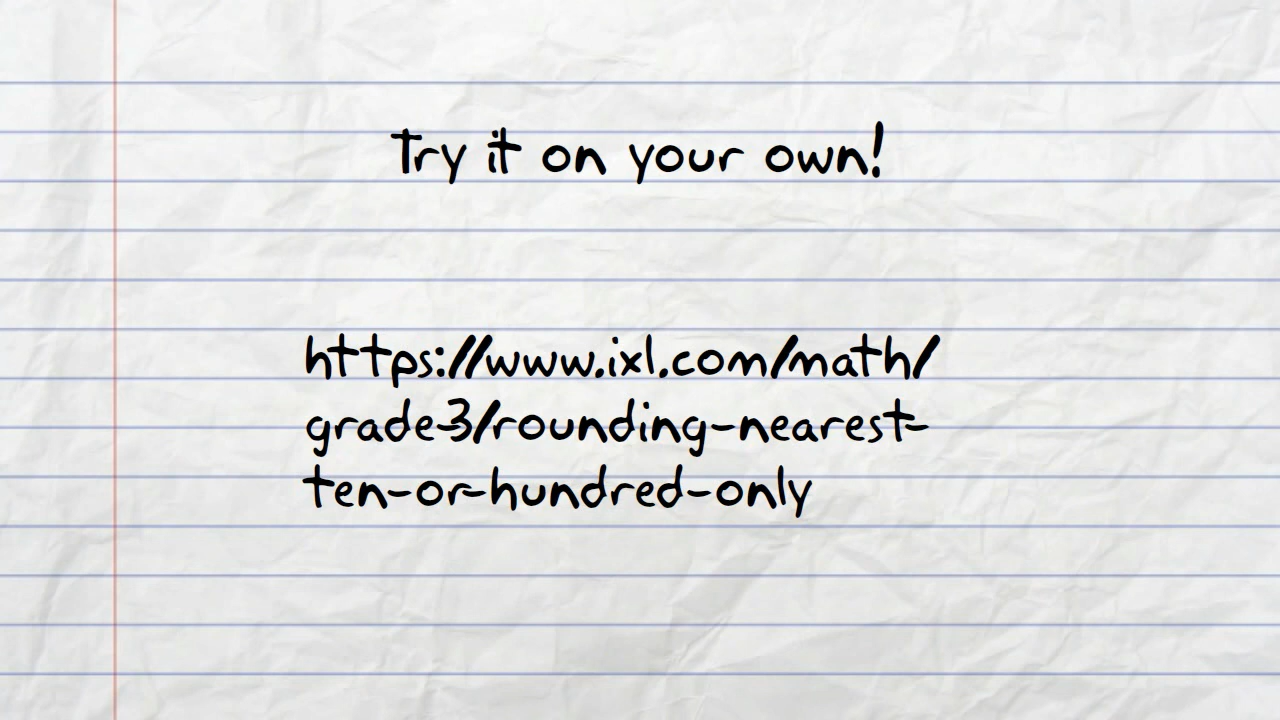 Try it on your own!
https://www.ixl.com/math/
grade-3/rounding-nearest-
ten-or-hundred-only